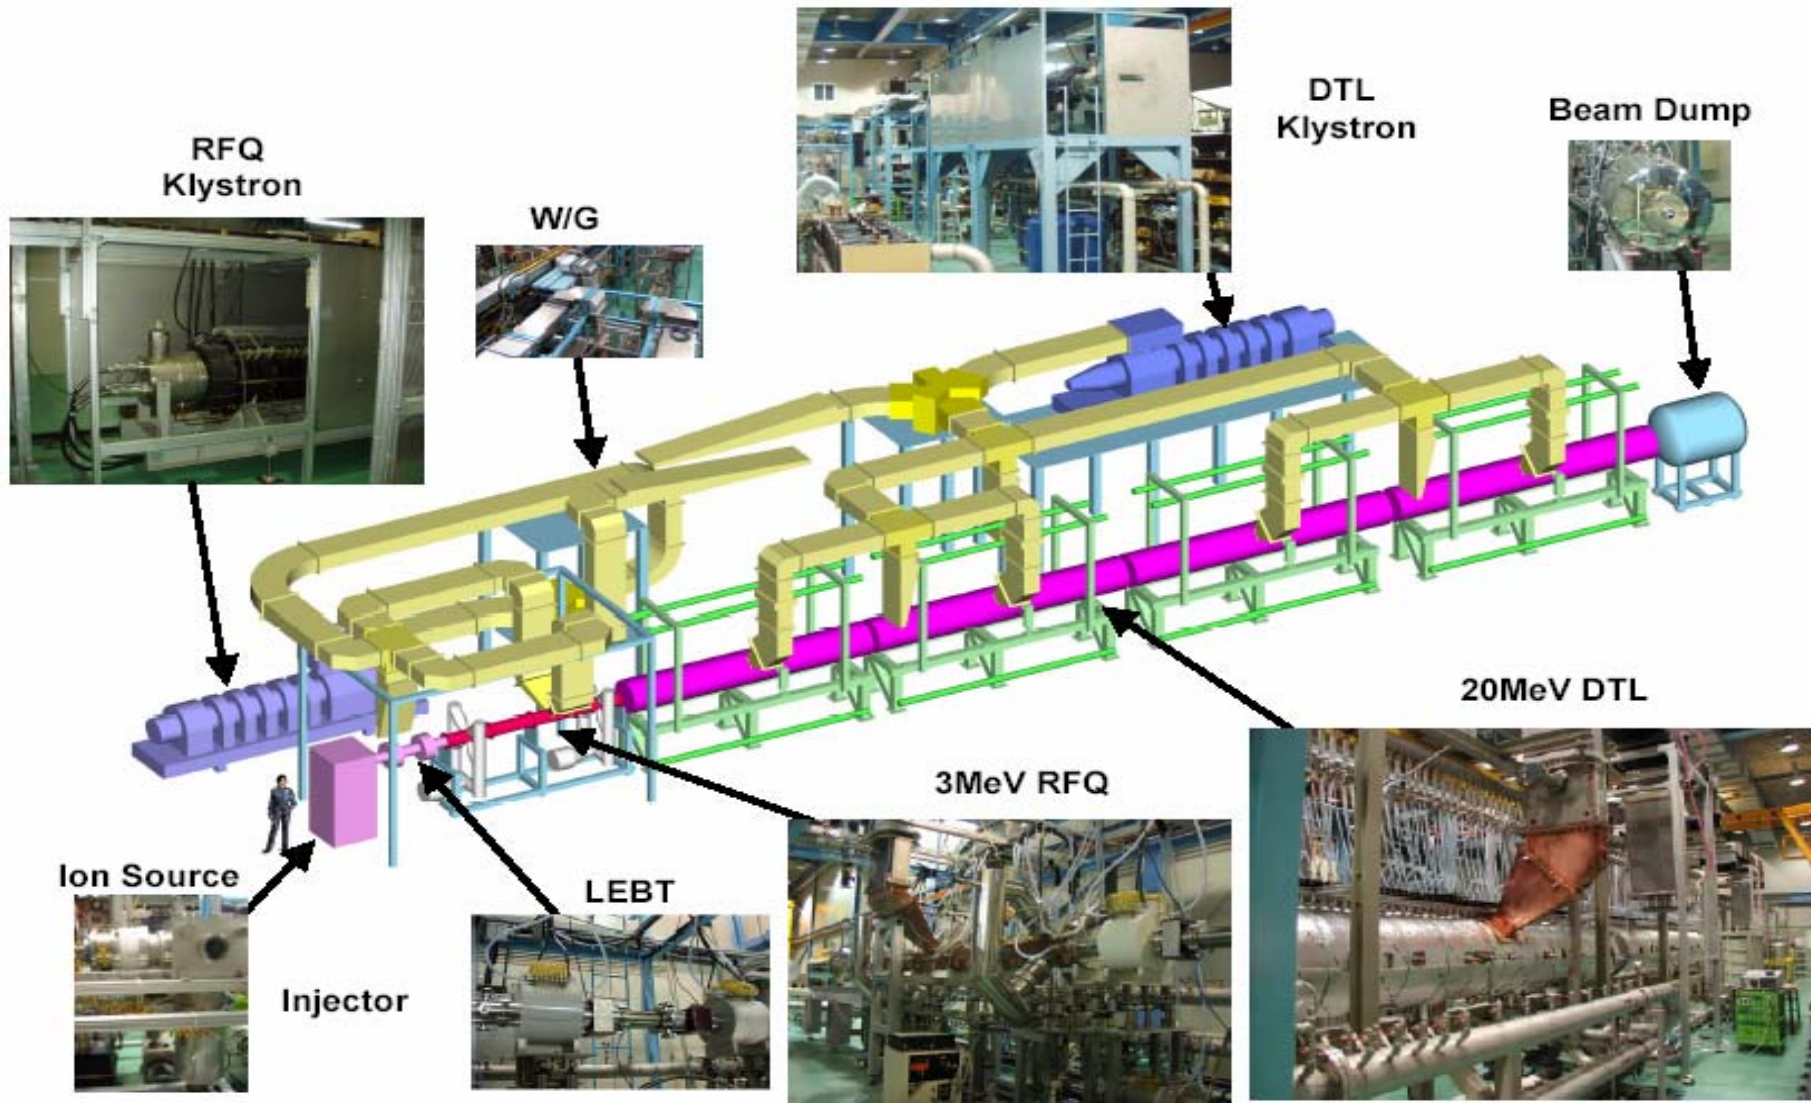 RFQ
Klystron
W/G
DTL
Klystron
Beam Dump
20MeV DTL
3MeV RFQ
Ion Source
LEBT
Injector